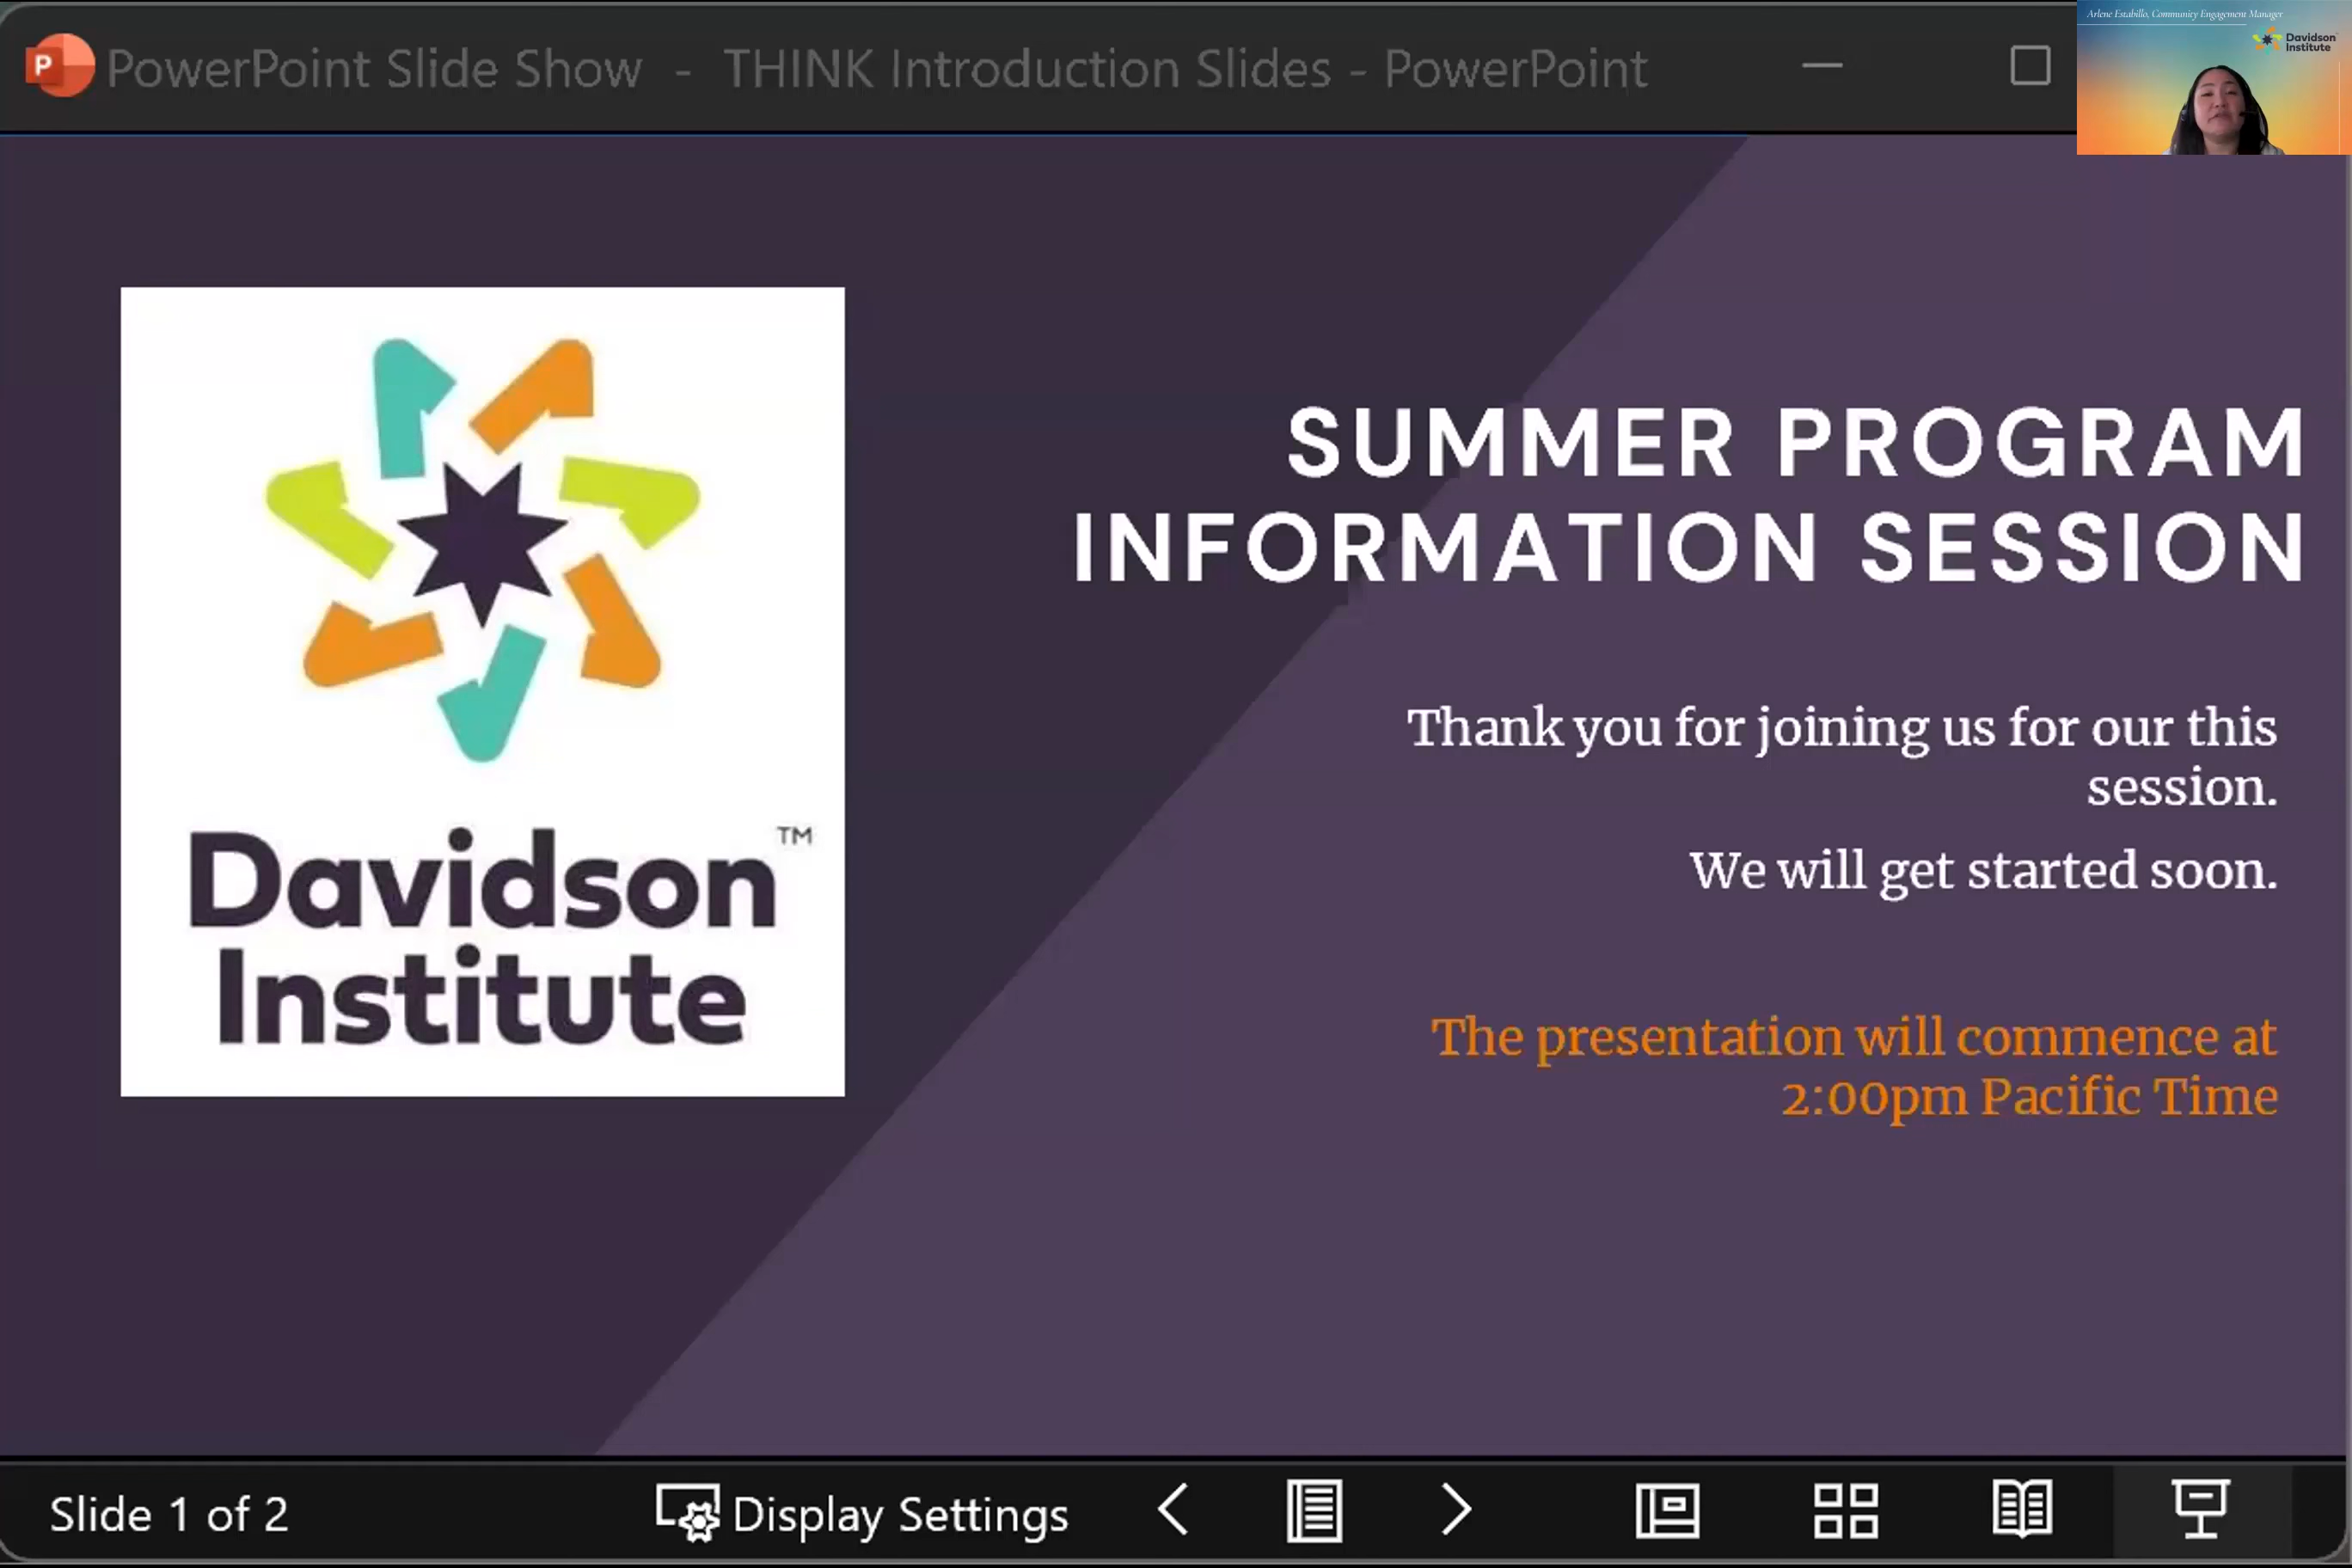 PowerPoint Slide Show - THINK Introduction Slides - PowerPoint
Arlene Estabillo, Community Engagement Manager
Davidson
Institute
SUMMER PROGRAM
INFORMATION SESSION
Thank you for joining us for our this
session.
We will get started soon.
The presentation will commence at
2:00pm Pacific Time
Davidson™
Institute
Slide 1 of 2
Display Settings